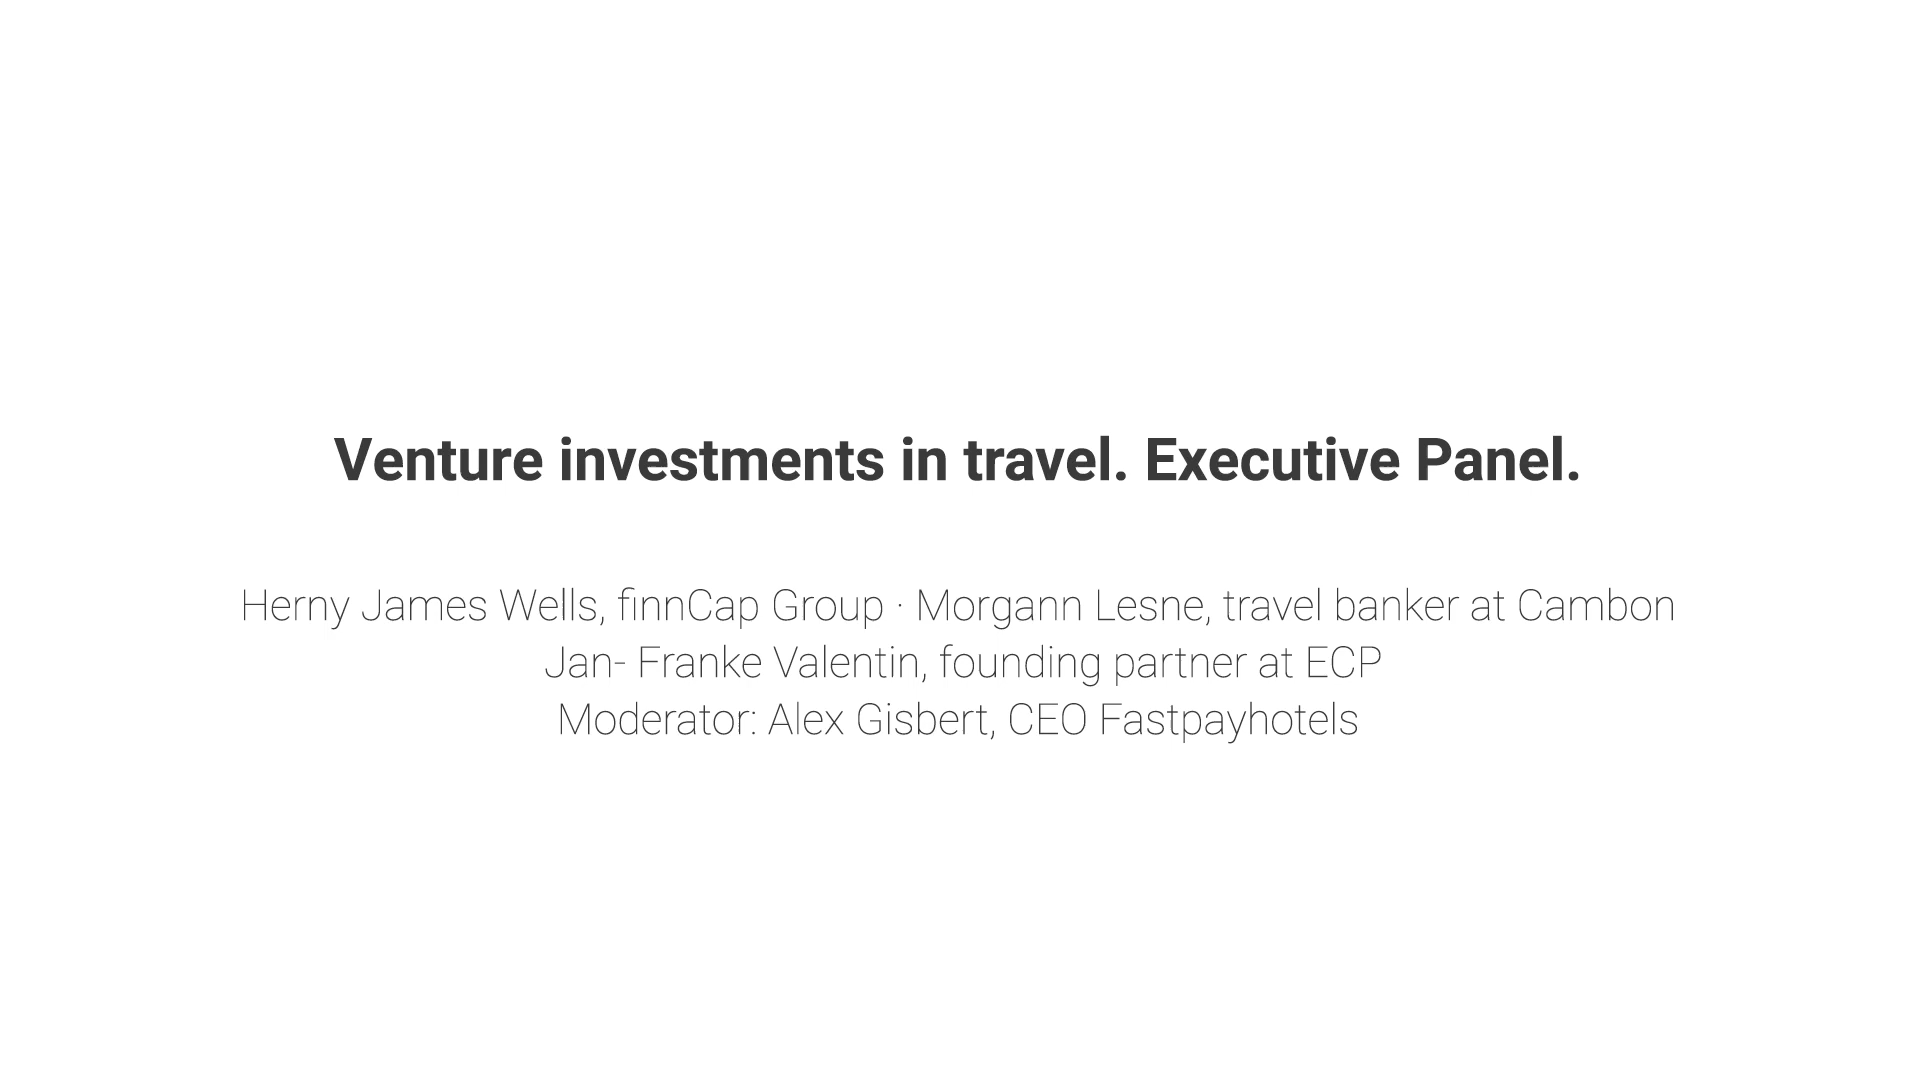 Venture investments in travel. Executive Panel.
Herny James Wells, finnCap Group · Morgann Lesne, travel banker at Cambon
Jan- Franke Valentin, founding partner at ECP
Moderator: Alex Gisbert, CEO Fastpayhotels